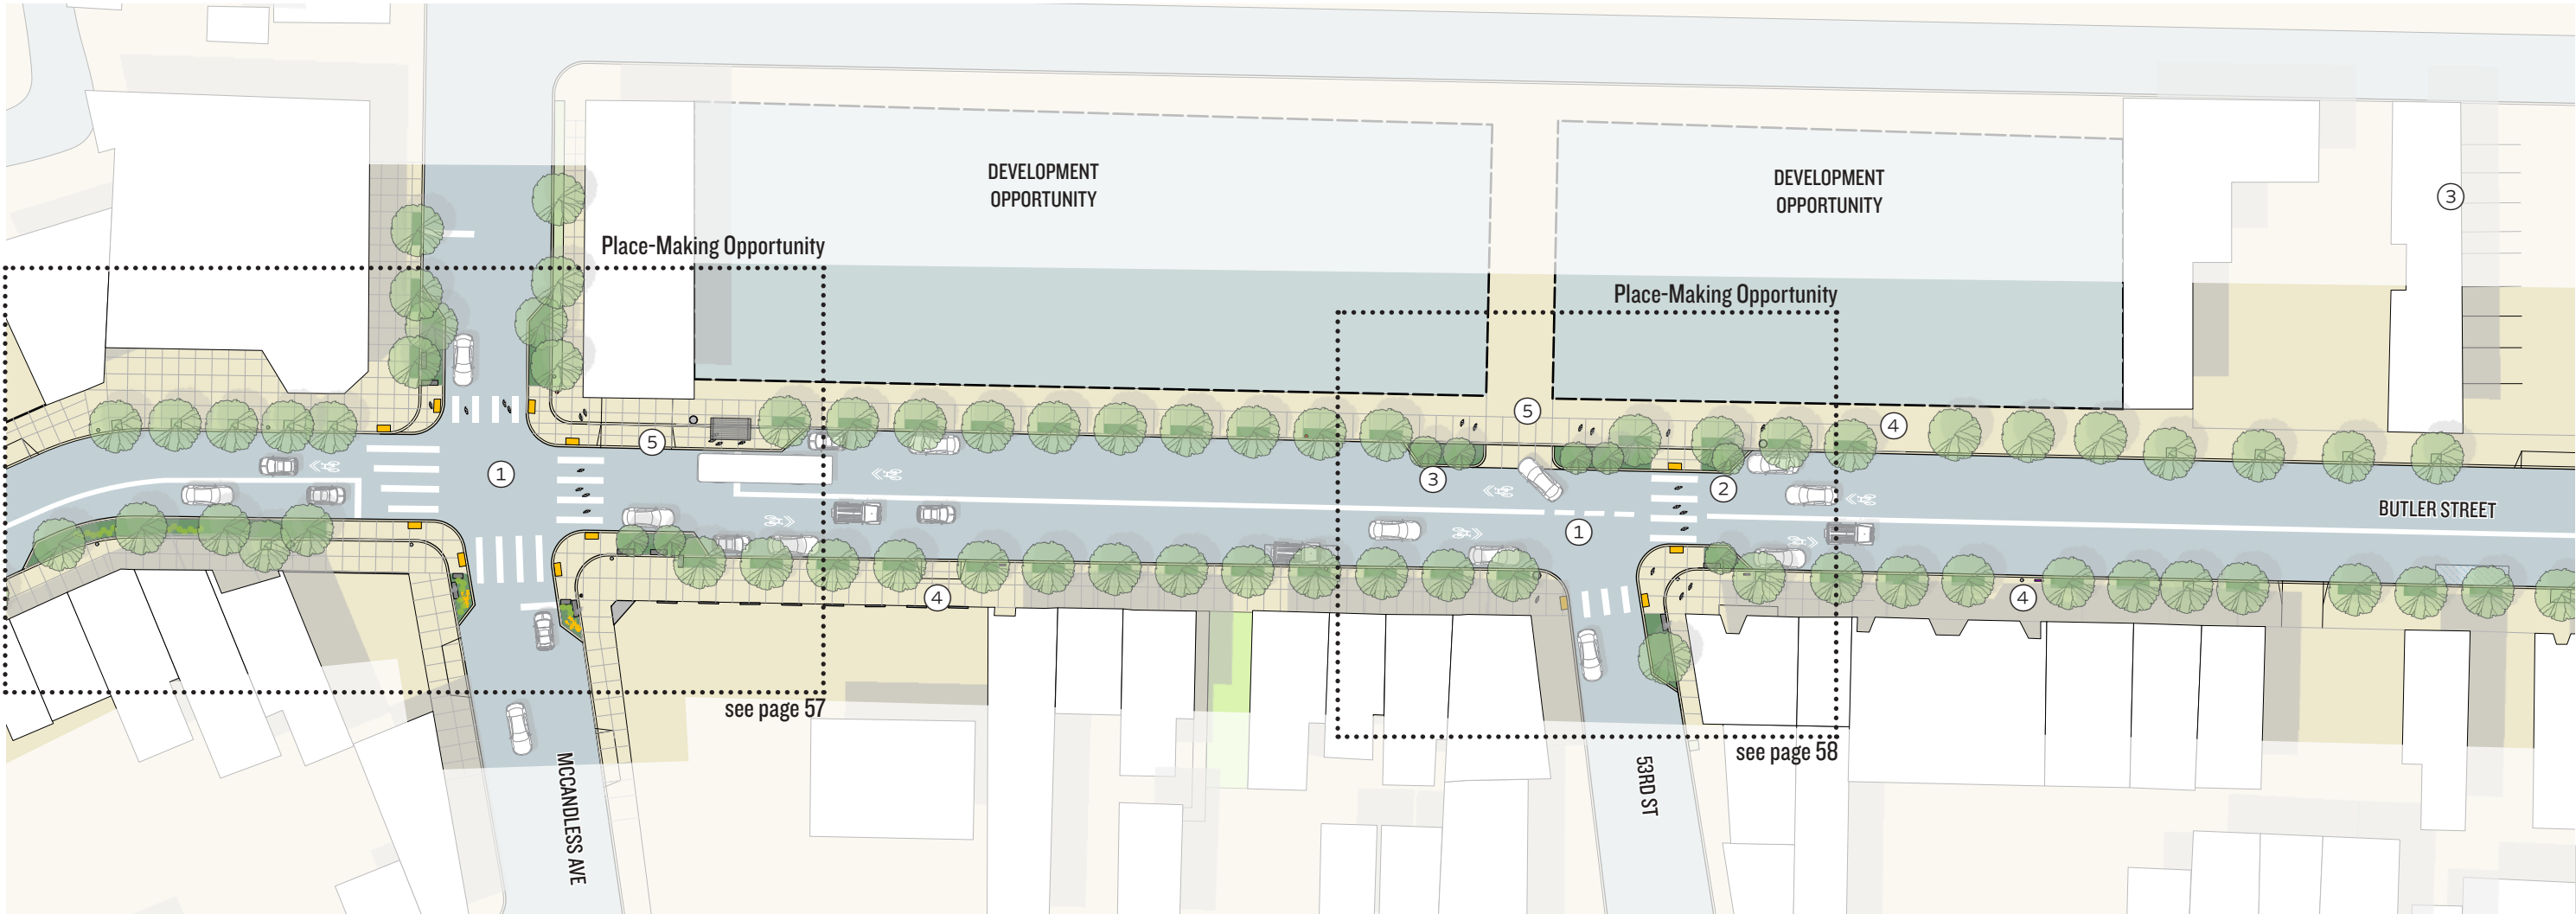 DEVELOPMENT
OPPORTUNITY
DEVELOPMENT
OPPORTUNITY
3
Place-Making Opportunity
Place-Making Opportunity
5
4
5
1
3
2
BUTLER STREET
1
4
4
see page 57
see page 58
MCCANDLESS AVE
53RD ST